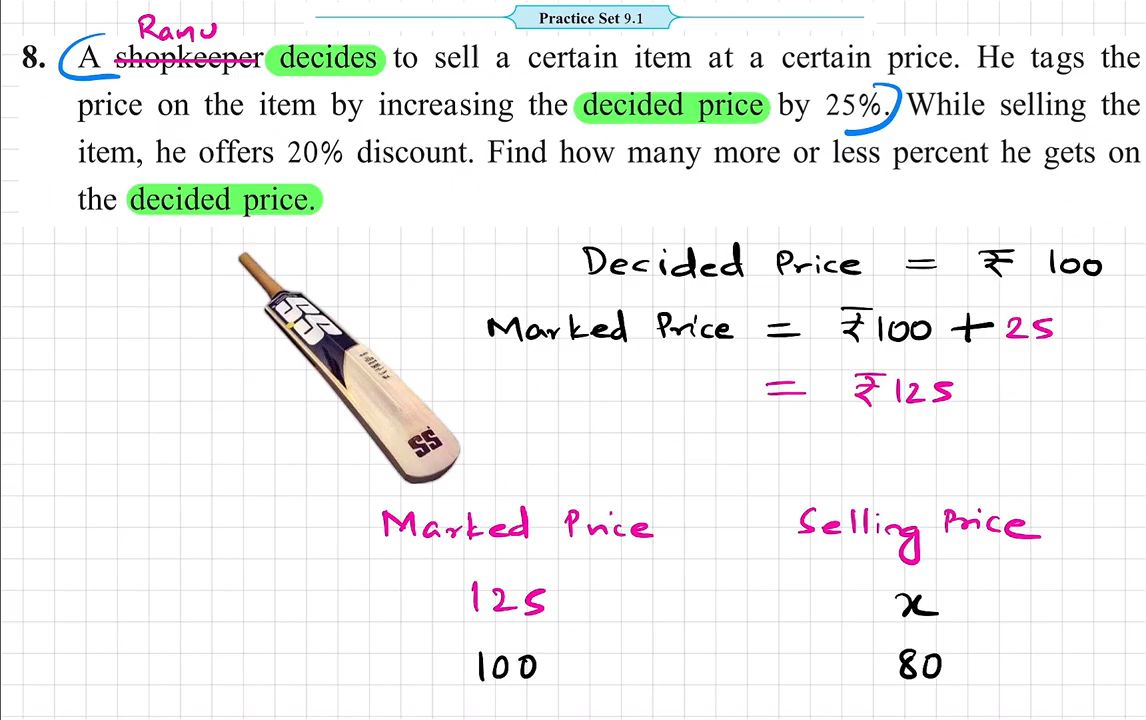 Practice Set 9.1
Ramu
8. A shopkeeper decides to sell a certain item at a certain price. He tags the
price on the item by increasing the decided price by 25%. While selling the
item, he offers 20% discount. Find how many more or less percent he gets on
the decided price.
Decided Price = ₹ 100
Marked Price = ₹100 + 25
= ₹125
SS
Marked Price Selling Price
125 x
100 80